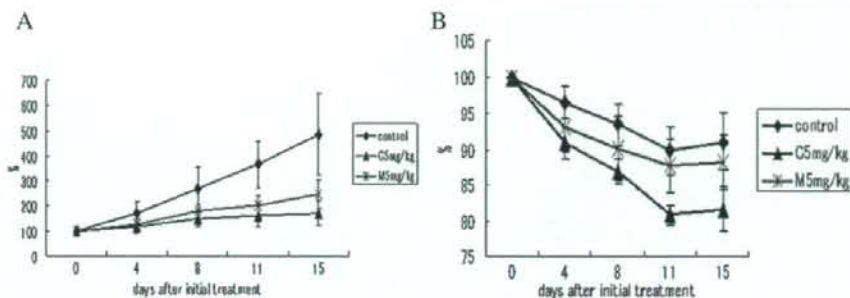 A
700
600
500
400
300
200
100
0
%
0 4 8 11 15
days after initial treatment
control
C5mg/kg
M5mg/kg
B
105
100
95
90
85
80
75
%
0 4 8 11 15
days after initial treatment
control
C5mg/kg
M5mg/kg